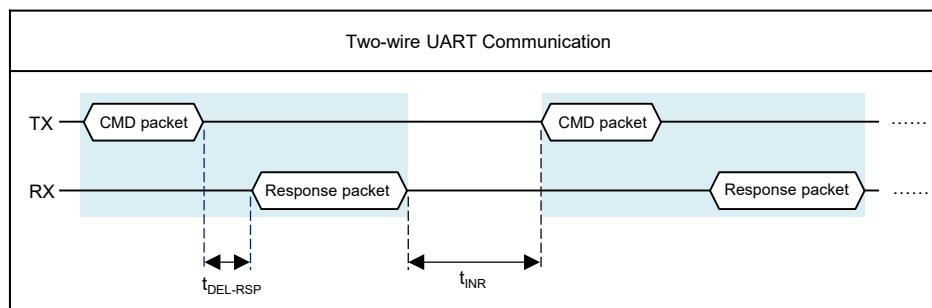 Two-wire UART Communication
TX CMD packet CMD packet ......
RX Response packet Response packet ......
tDEL-RSP tINR